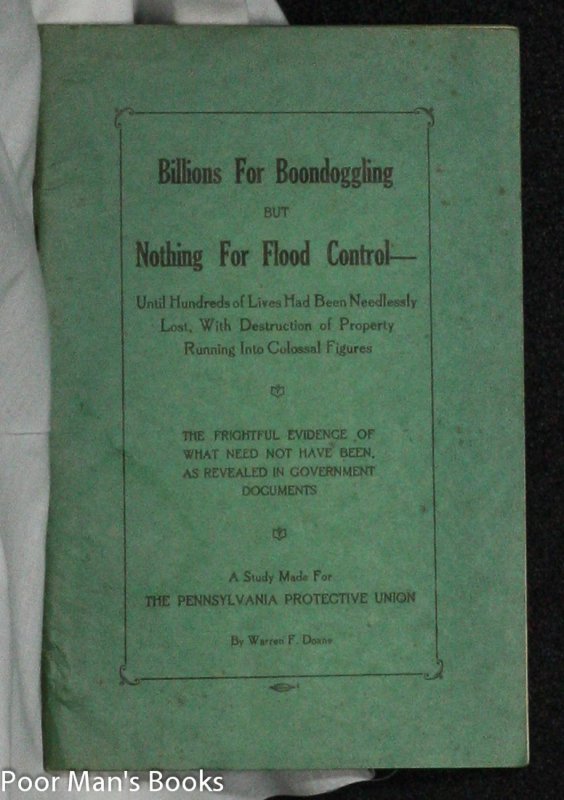 Billions For Boondoggling
BUT
Nothing For Flood Control—
Until Hundreds of Lives Had Been Needlessly
Lost, With Destruction of Property
Running Into Colossal Figures
THE FRIGHTFUL EVIDENCE OF
WHAT NEED NOT HAVE BEEN,
AS REVEALED IN GOVERNMENT
DOCUMENTS
A Study Made For
THE PENNSYLVANIA PROTECTIVE UNION
By Warren F. Doane
Poor Man's Books